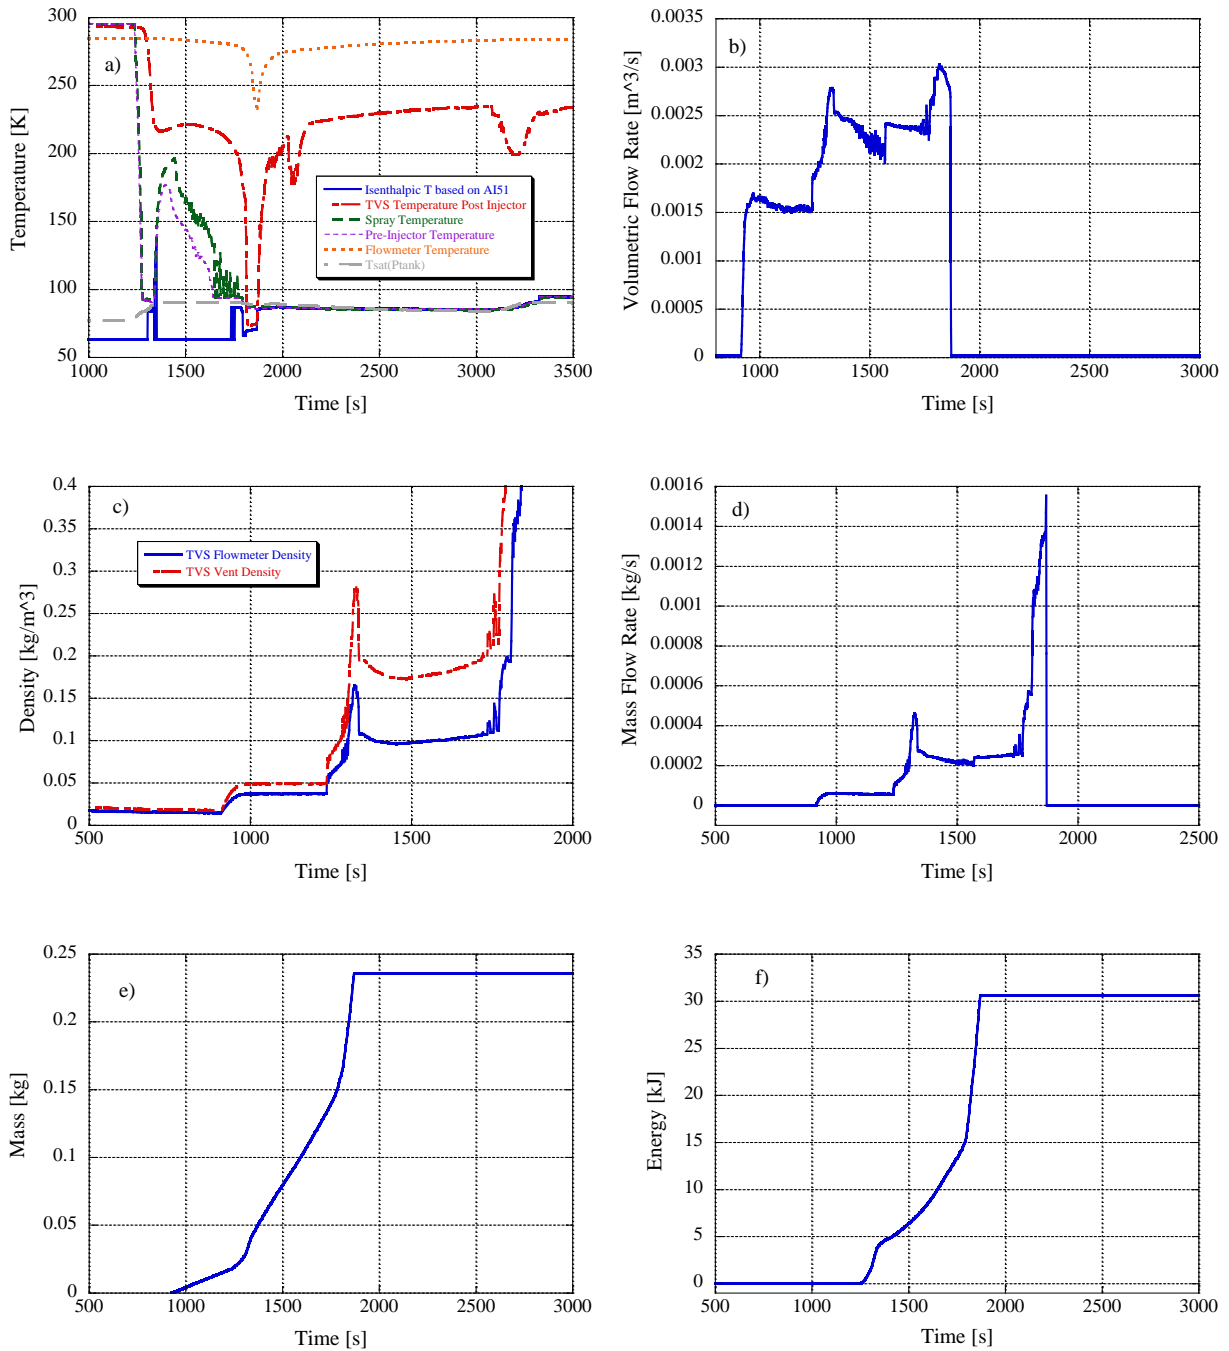 a)
Temperature [K]
300
250
200
150
100
50
Isenthalpic T based on AI51
TVS Temperature Post Injector
Spray Temperature
Pre-Injector Temperature
Flowmeter Temperature
Tsat(Ptank)
1000 1500 2000 2500 3000 3500
Time [s]
b)
Volumetric Flow Rate [m^3/s]
0.0035
0.003
0.0025
0.002
0.0015
0.001
0.0005
0
1000 1500 2000 2500 3000
Time [s]
c)
Density [kg/m^3]
0.4
0.35
0.3
0.25
0.2
0.15
0.1
0.05
0
TVS Flowmeter Density
TVS Vent Density
500 1000 1500 2000
Time [s]
d)
Mass Flow Rate [kg/s]
0.0016
0.0014
0.0012
0.001
0.0008
0.0006
0.0004
0.0002
0
500 1000 1500 2000 2500
Time [s]
e)
Mass [kg]
0.25
0.2
0.15
0.1
0.05
0
500 1000 1500 2000 2500 3000
Time [s]
f)
Energy [kJ]
35
30
25
20
15
10
5
0
500 1000 1500 2000 2500 3000
Time [s]